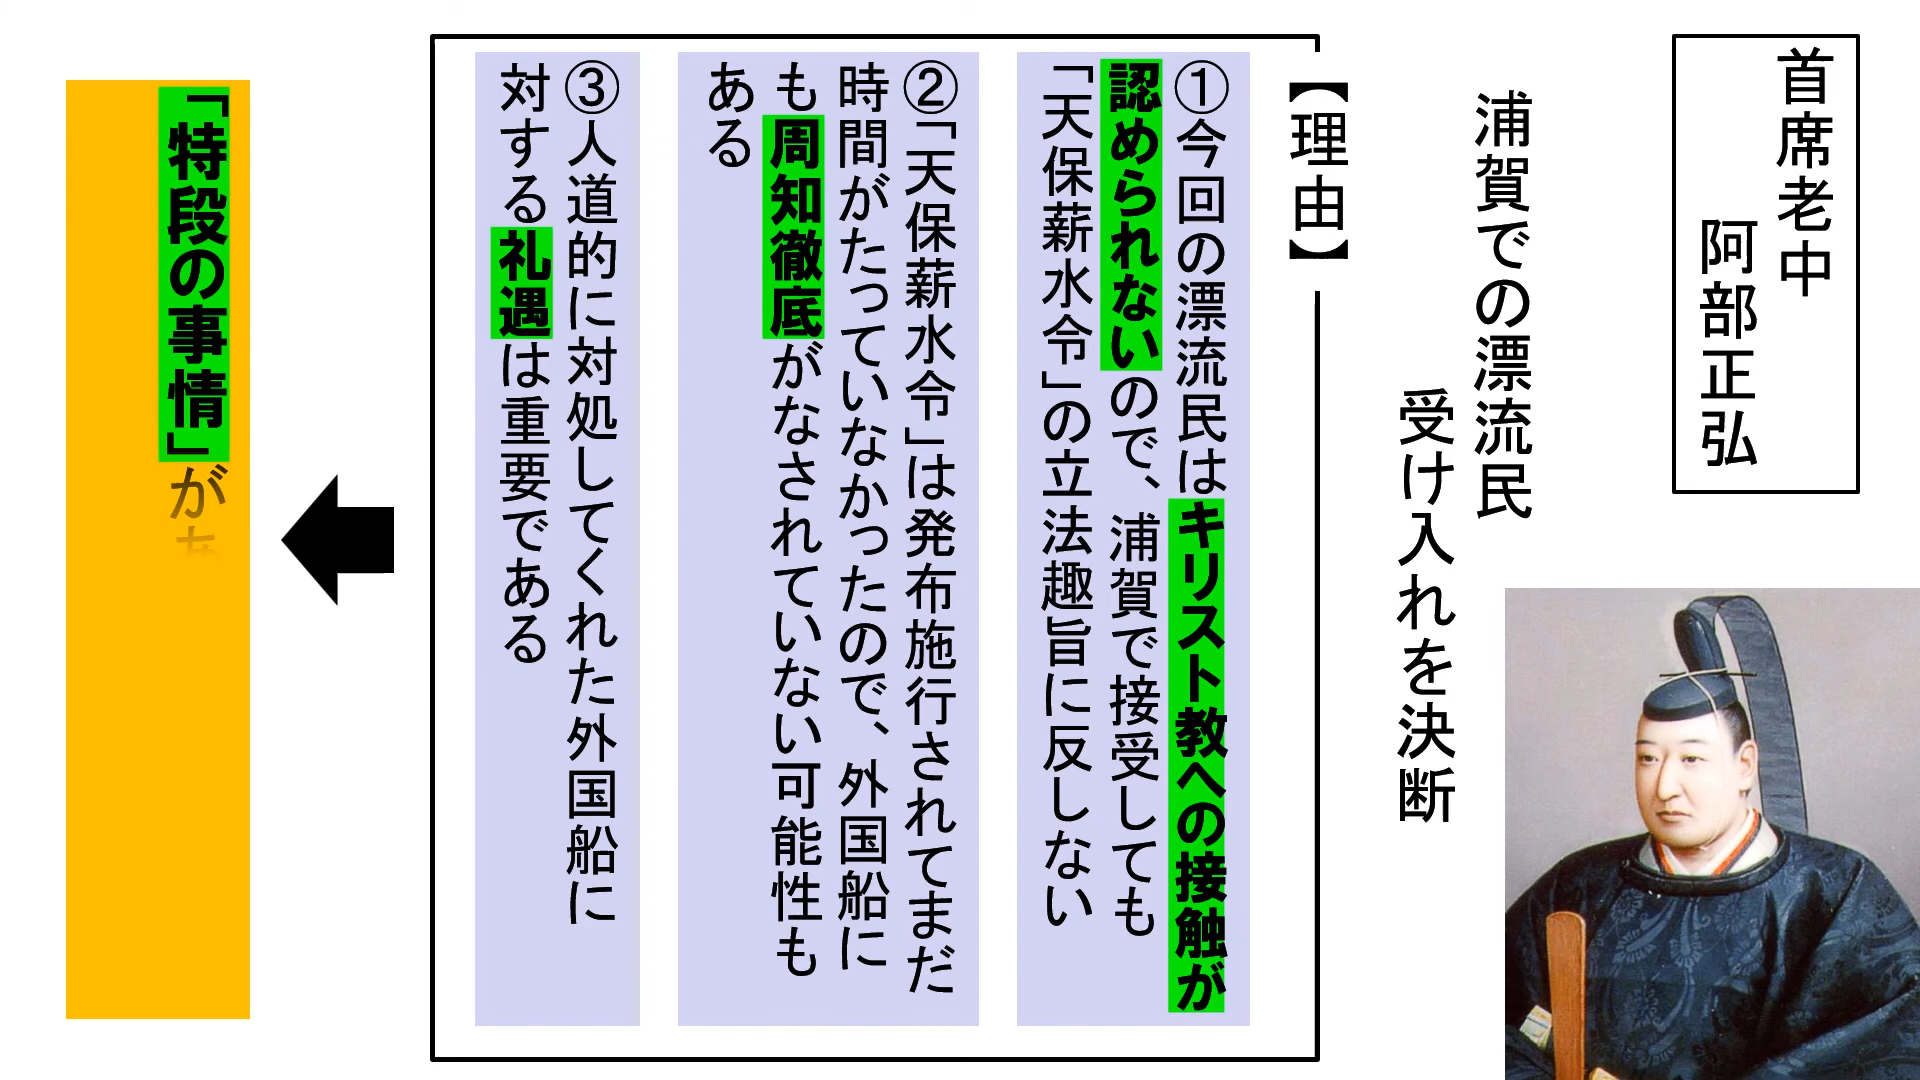 首席老中
阿部正弘
浦賀での漂流民
受け入れを決断
【理由】
①今回の漂流民はキリスト教への接触が
認められないので、浦賀で接受しても
「天保薪水令」の立法趣旨に反しない
②「天保薪水令」は発布施行されてまだ
時間がたっていなかったので、外国船に
も周知徹底がなされていない可能性も
ある
③人道的に対処してくれた外国船に
対する礼遇は重要である
「特段の事情」が